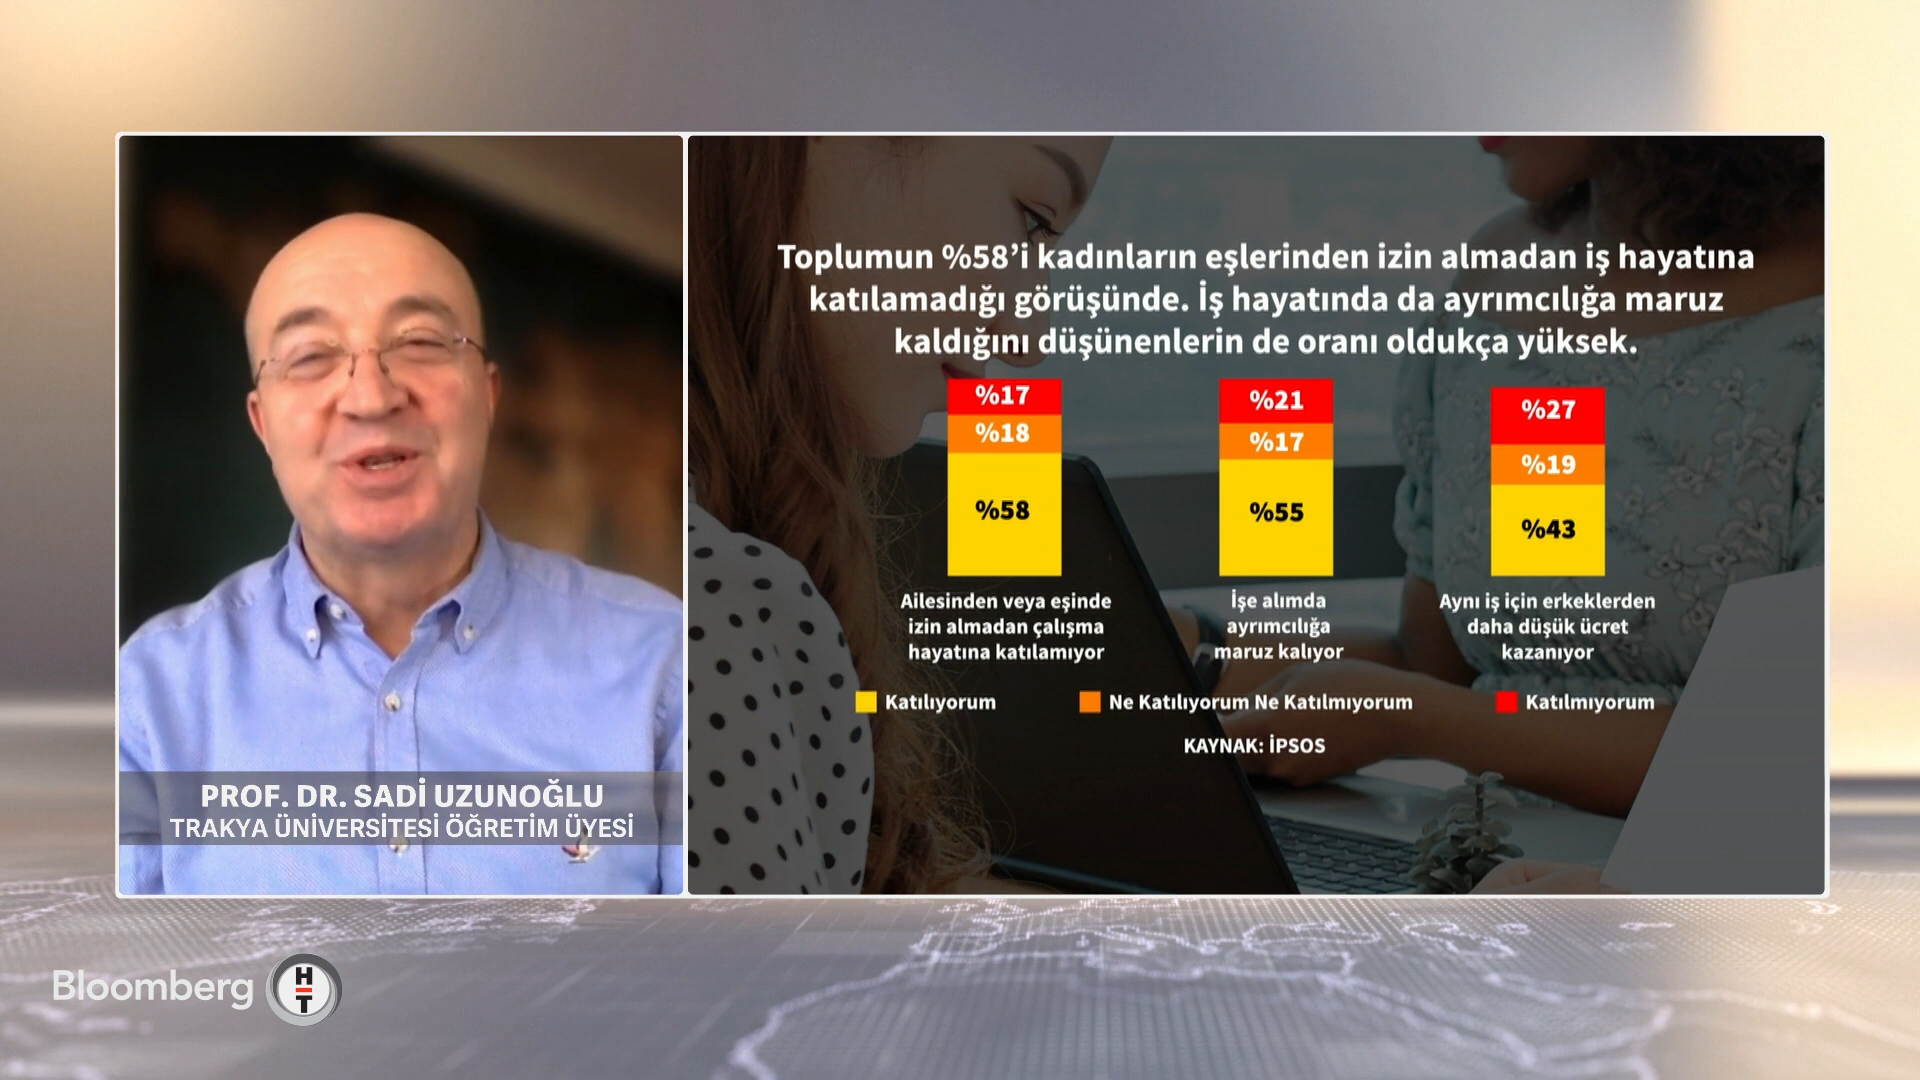 PROF. DR. SADİ UZUNOĞLU
TRAKYA ÜNİVERSİTESİ ÖĞRETİM ÜYESİ
Toplumun %58’i kadınların eşlerinden izin almadan iş hayatına
katılamadığı görüşünde. İş hayatında da ayrımcılığa maruz
kaldığını düşünenlerin de oranı oldukça yüksek.
%17
%18
%58
%21
%17
%55
%27
%19
%43
Ailesinden veya eşinde
izin almadan çalışma
hayatına katılamıyor
İşe alımda
ayrımcılığa
maruz kalıyor
Aynı iş için erkeklerden
daha düşük ücret
kazanıyor
Katılıyorum
Ne Katılıyorum Ne Katılmıyorum
Katılmıyorum
KAYNAK: İPSOS
Bloomberg HT